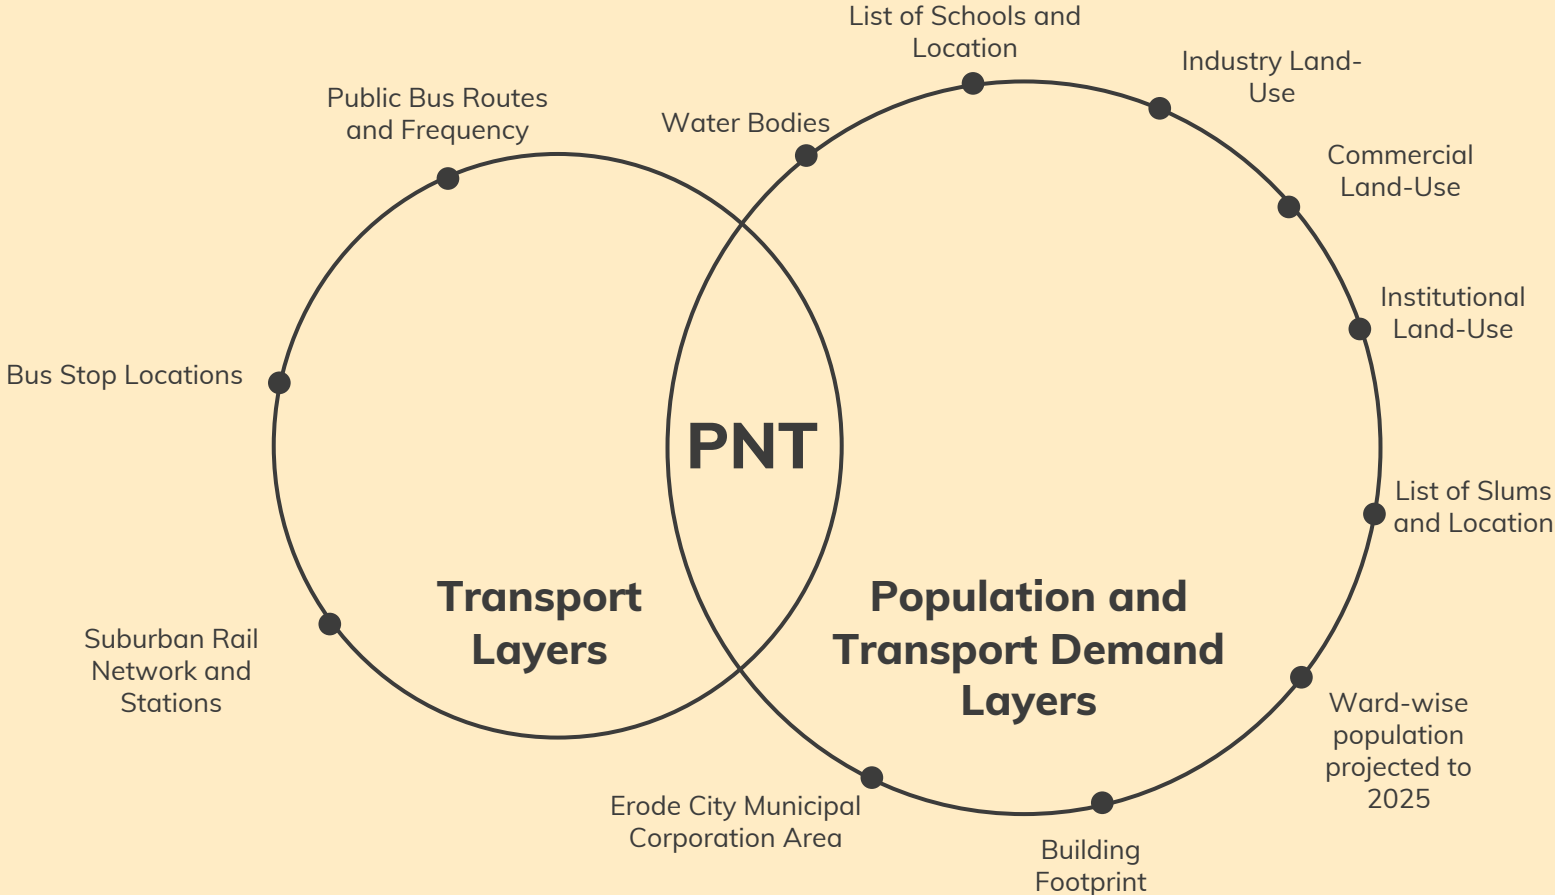 List of Schools and
Location
Industry Land-
Use
Public Bus Routes
and Frequency
Water Bodies
Commercial
Land-Use
Institutional
Land-Use
Bus Stop Locations
PNT
List of Slums
and Location
Transport
Layers
Population and
Transport Demand
Layers
Suburban Rail
Network and
Stations
Ward-wise
population
projected to
2025
Erode City Municipal
Corporation Area
Building
Footprint